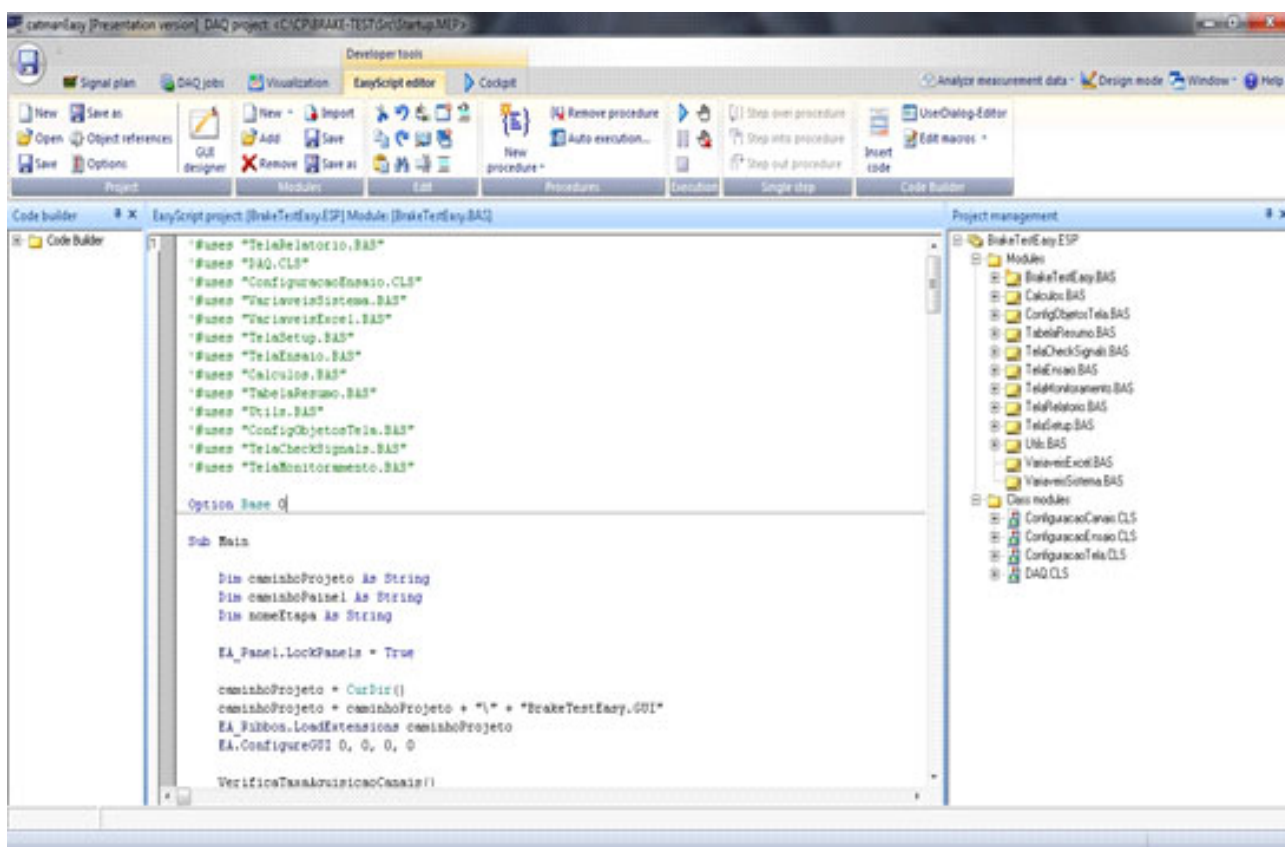 catmanEasy [Presentation version] DAQ project: <C:\CP\BRAKE-TEST\Src\Startup.MEP>
Developer tools
Signal plan DAQ jobs Visualization EasyScript editor Cockpit Analyze measurement data Design mode Window Help
New Save as New Import Remove procedure Step over procedure UserDialog-Editor
Open Object references Add Save Auto execution... Step into procedure Edit macros
Save Options GUI designer Remove Save as New procedure Step out procedure Insert code
Project Modules Edit Procedures Execution Single step Code Builder
Code builder
Code Builder
EasyScript project: [BrakeTestEasy.ESP] Module: [BrakeTestEasy.BAS]
1
'#uses "TelaRelatorio.BAS"
'#uses "DAQ.CLS"
'#uses "ConfiguracaoEnsaio.CLS"
'#uses "VariaveisSistema.BAS"
'#uses "VariaveisExcel.BAS"
'#uses "TelaSetup.BAS"
'#uses "TelaEnsaio.BAS"
'#uses "Calculos.BAS"
'#uses "TabelaResumo.BAS"
'#uses "Utils.BAS"
'#uses "ConfigObjetosTela.BAS"
'#uses "TelaCheckSignals.BAS"
'#uses "TelaMonitoramento.BAS"
Option Base 0
Sub Main
Dim caminhoProjeto As String
Dim caminhoPainel As String
Dim nomeEtapa As String
EA_Panel.LockPanels = True
caminhoProjeto = CurDir()
caminhoProjeto = caminhoProjeto + "\" + "BrakeTestEasy.GUI"
EA_Ribbon.LoadExtensions caminhoProjeto
EA.ConfigureGUI 0, 0, 0, 0
VerificaTaxaAquisicaoCanais()
Project management
BrakeTestEasy.ESP
Modules
BrakeTestEasy.BAS
Calculos.BAS
ConfigObjetosTela.BAS
TabelaResumo.BAS
TelaCheckSignals.BAS
TelaEnsaio.BAS
TelaMonitoramento.BAS
TelaRelatorio.BAS
TelaSetup.BAS
Utils.BAS
VariaveisExcel.BAS
VariaveisSistema.BAS
Class modules
ConfiguracaoCanais.CLS
ConfiguracaoEnsaio.CLS
ConfiguracaoTela.CLS
DAQ.CLS